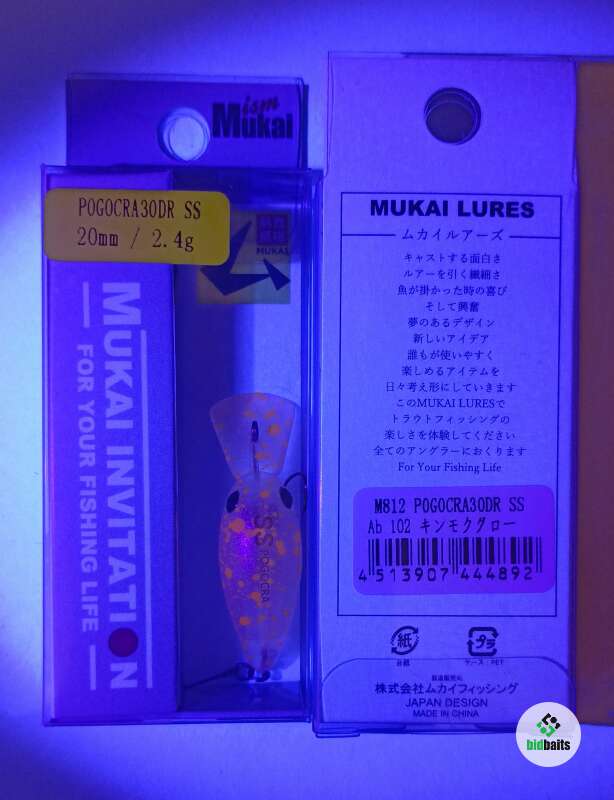 ism
Mukai
POGOCRA30DR SS
20mm / 2.4g
MUKAI
MUKAI INVITATION
FOR YOUR FISHING LIFE
SS POGOCRA
MUKAI LURES
ムカイルアーズ
キャストする面白さ
ルアーを引く繊細さ
魚が掛かった時の喜び
そして興奮
夢のあるデザイン
新しいアイデア
誰もが使いやすく
楽しめるアイテムを
日々考え形にしていきます
このMUKAI LURESで
トラウトフィッシングの
楽しさを体験してください
全てのアングラーにおくります
For Your Fishing Life
M812 POGOCRA30DR SS
Ab 102 キンモクグロー
4 513907 444892
紙 プラ
台紙 ケース：PET
製造販売元
株式会社ムカイフィッシング
JAPAN DESIGN
MADE IN CHINA
bidbaits